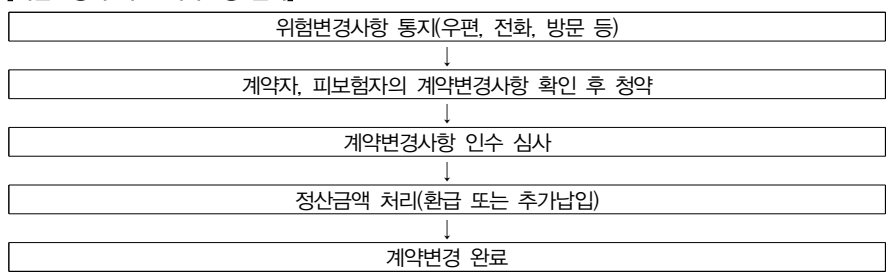 위험변경사항 통지(우편, 전화, 방문 등)
↓
계약자, 피보험자의 계약변경사항 확인 후 청약
↓
계약변경사항 인수 심사
↓
정산금액 처리(환급 또는 추가납입)
↓
계약변경 완료